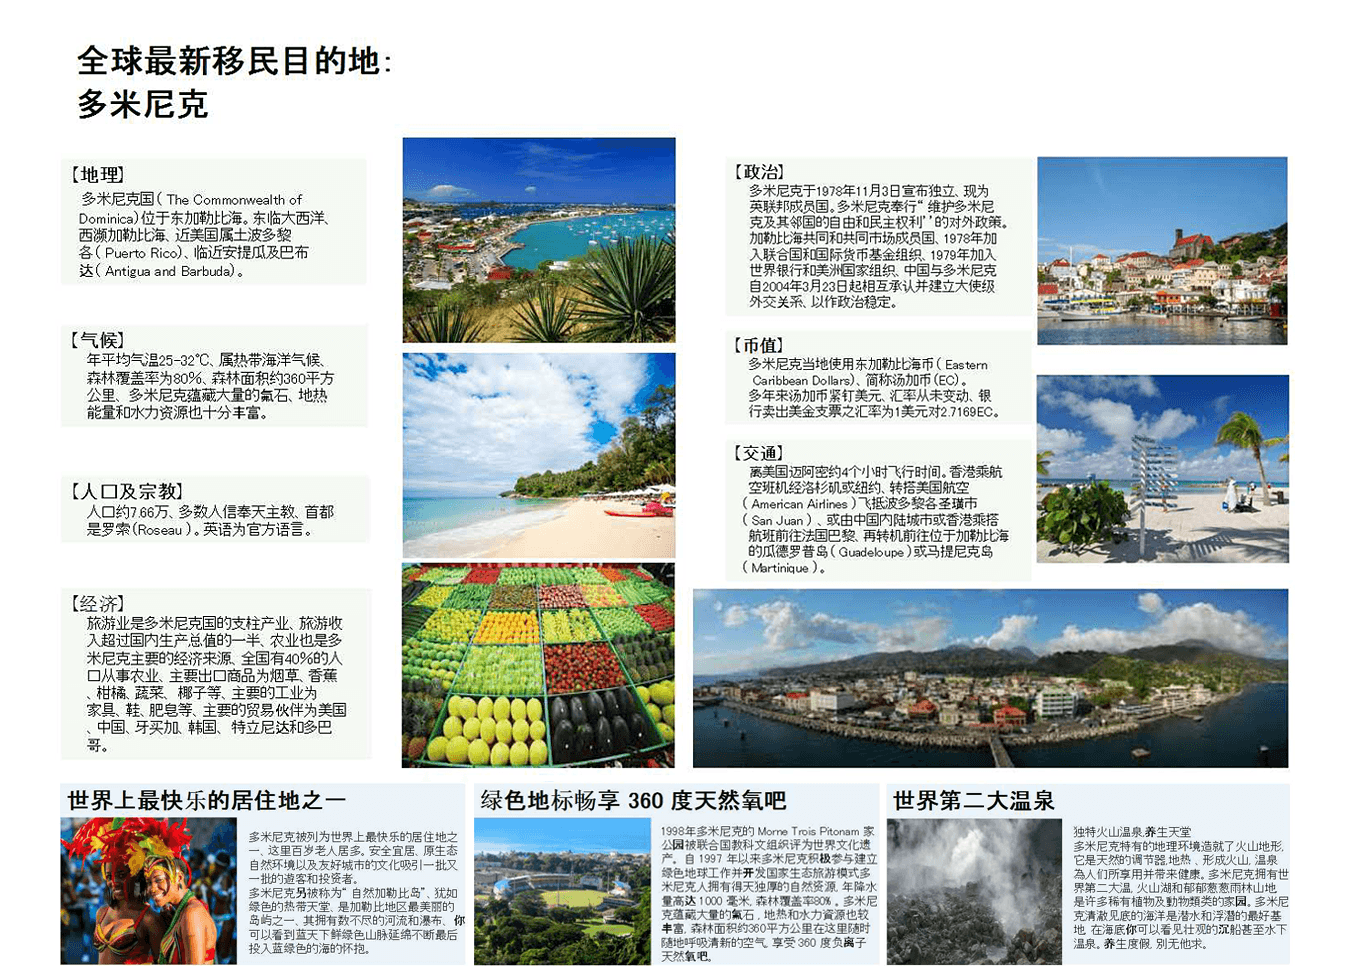 全球最新移民目的地:
多米尼克
【地理】
多米尼克国( The Commonwealth of
Dominica)位于东加勒比海。东临大西洋、
西濒加勒比海、近美国属土波多黎
各( Puerto Rico)、临近安提瓜及巴布
达( Antigua and Barbuda)。
【气候】
年平均气温25-32℃、属热带海洋气候、
森林覆盖率为80%、森林面积约360平方
公里、多米尼克蕴藏大量的氟石、地热
能量和水力资源也十分丰富。
【人口及宗教】
人口约7.66万、多数人信奉天主教、首都
是罗索(Roseau )。英语为官方语言。
【经济】
旅游业是多米尼克国的支柱产业、旅游收
入超过国内生产总值的一半、农业也是多
米尼克主要的经济来源、全国有40%的人
口从事农业、主要出口商品为烟草、香蕉
、柑橘、蔬菜、椰子等、主要的工业为
家具、鞋、肥皂等、主要的贸易伙伴为美国
、中国、牙买加、韩国、特立尼达和多巴
哥。
【政治】
多米尼克于1978年11月3日宣布独立、现为
英联邦成员国。多米尼克奉行“ 维护多米尼
克及其邻国的自由和民主权利’’的对外政策。
加勒比海共同和共同市场成员国、1978年加
入联合国和国际货币基金组织、1979年加入
世界银行和美洲国家组织、中国与多米尼克
自2004年3月23日起相互承认并建立大使级
外交关系、以作政治稳定。
【币值】
多米尼克当地使用东加勒比海币( Eastern
Caribbean Dollars)、简称汤加币(EC)。
多年来汤加币紧钉美元、汇率从未变动、银
行卖出美金支票之汇率为1美元对2.7169EC。
【交通】
离美国迈阿密约4个小时飞行时间。香港乘航
空班机经洛杉矶或纽约、转搭美国航空
( American Airlines )飞抵波多黎各圣璜市
( San Juan ) 、或由中国内陆城市或香港乘搭
航班前往法国巴黎、再转机前往位于加勒比海
的瓜德罗普岛( Guadeloupe )或马提尼克岛
( Martinique )。
世界上最快乐的居住地之一
多米尼克被列为世界上最快乐的居住地之
一、这里百岁老人居多。安全宜居、原生态
自然环境以及友好城市的文化吸引一批又
一批的遊客和投资者。
多米尼克另被称为“ 自然加勒比岛”、犹如
绿色的热带天堂、是加勒比地区最美丽的
岛屿之一、其拥有数不尽的河流和瀑布、你
可以看到蓝天下鲜绿色山脉延绵不断最后
投入蓝绿色的海的怀抱。
绿色地标畅享 360 度天然氧吧
1998年多米尼克的 Morne Trois Pitonam 家
公园被联合国教科文组织评为世界文化遗
产。自 1997 年以来多米尼克积极参与建立
绿色地球工作并开发国家生态旅游模式多
米尼克人拥有得天独厚的自然资源, 年降水
量高达 1000 毫米, 森林覆盖率80% 。多米尼
克蕴藏大量的氟石 , 地热和水力资源也较
丰富, 森林面积约360平方公里在这里随时
随地呼吸清新的空气, 享受 360 度负离子
天然氧吧。
世界第二大温泉
独特火山温泉,养生天堂
多米尼克特有的地理环境造就了火山地形,
它是天然的调节器,地热 、形成火山, 温泉
為人们所享用并带来健康。多米尼克拥有世
界第二大温, 火山湖和郁郁葱葱雨林山地,
是许多稀有植物及動物類类的家园。多米尼
克清澈见底的海洋是潜水和浮潜的最好基
地, 在海底你可以看见壮观的沉船甚至水下
温泉。养生度假, 别无他求。